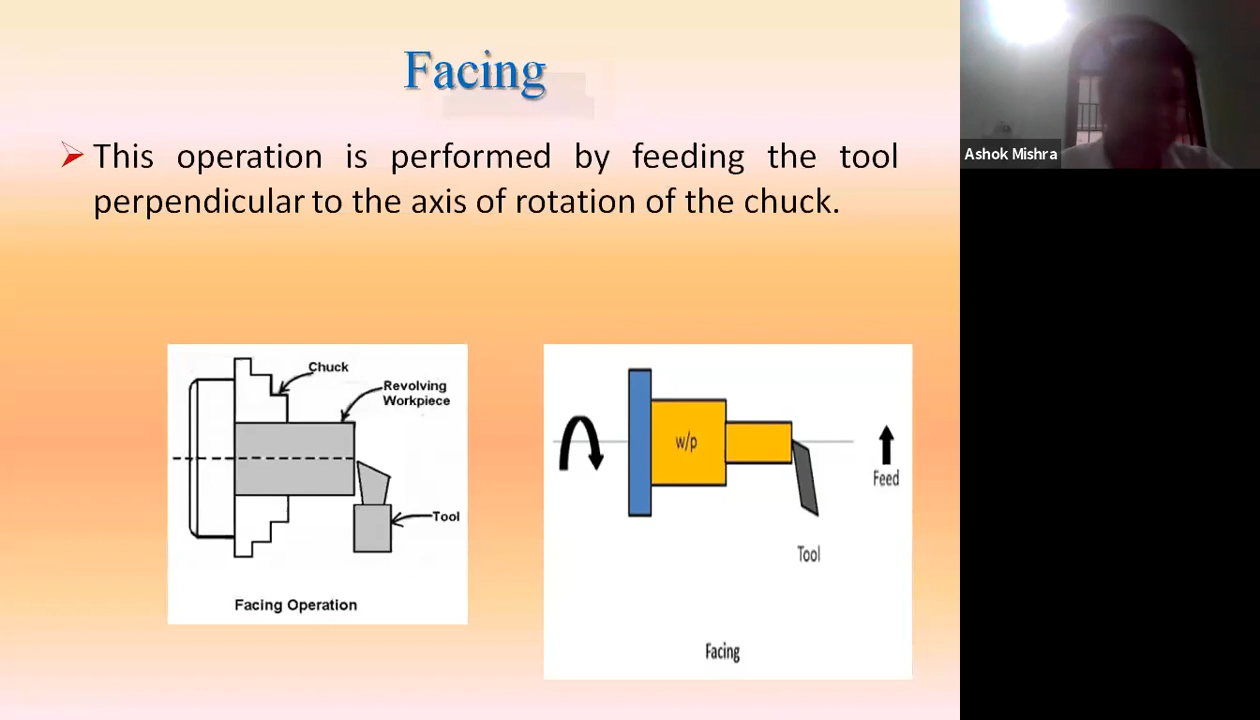 Facing
This operation is performed by feeding the tool
perpendicular to the axis of rotation of the chuck.
Chuck
Revolving
Workpiece
Tool
Facing Operation
w/p
Feed
Tool
Facing
Ashok Mishra